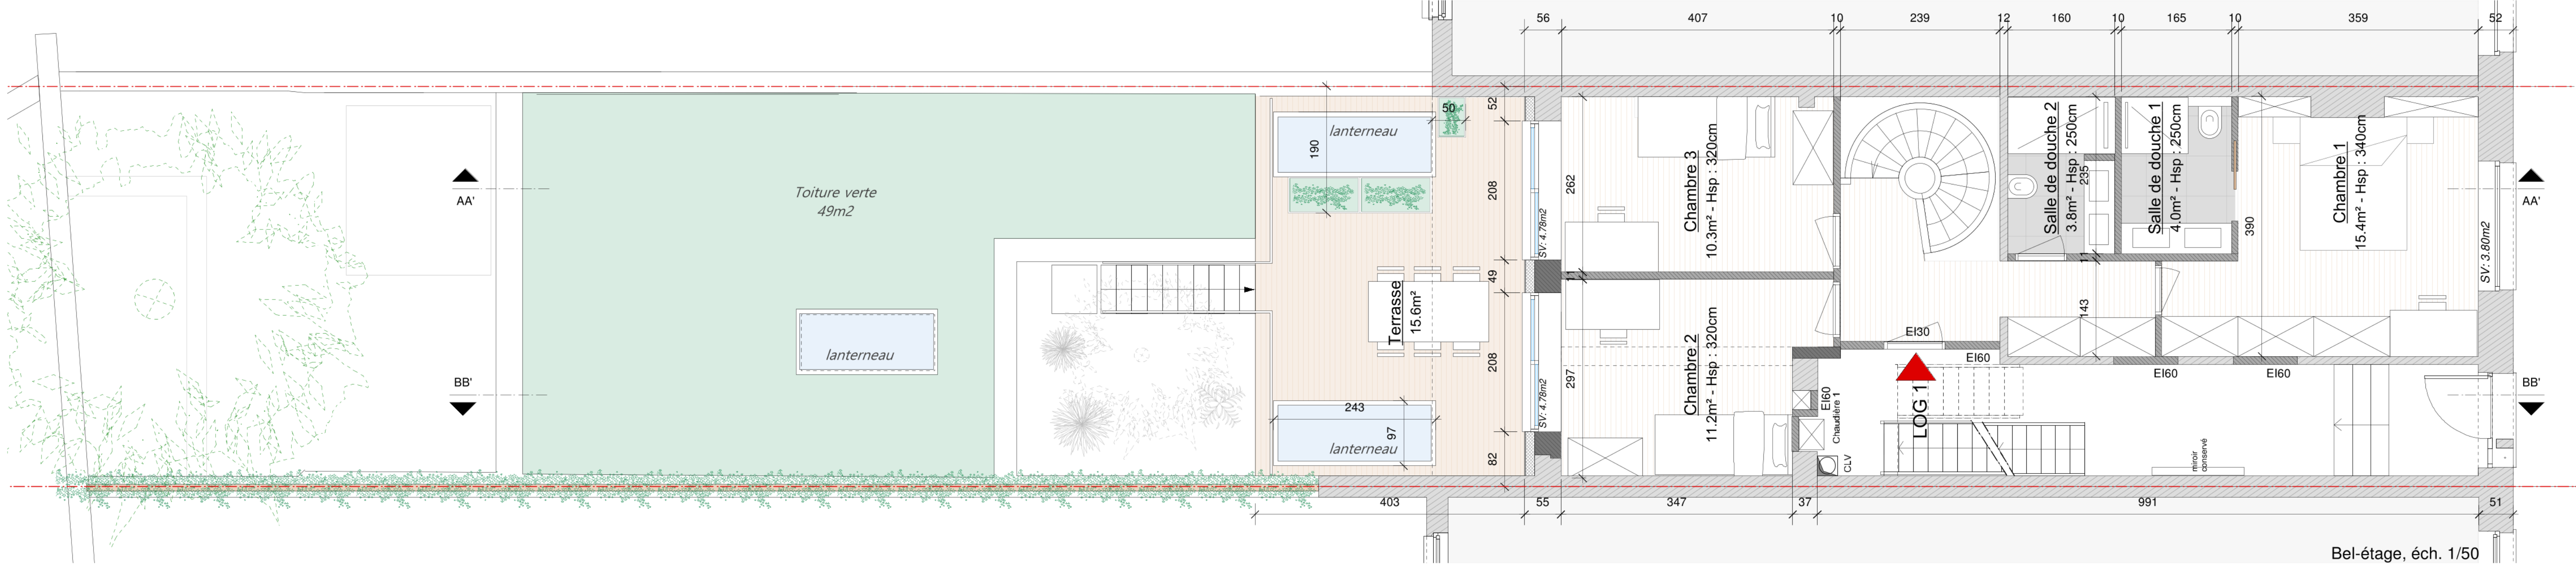 56
407
10
239
12
160
10
165
10
359
52
AA'
BB'
Toiture verte
49m2
lanterneau
lanterneau
190
50
52
208
49
208
82
Terrasse
15.6m²
243
97
lanterneau
SV: 4.78m2
SV: 4.78m2
262
11
297
Chambre 3
10.3m² - Hsp : 320cm
Chambre 2
11.2m² - Hsp : 320cm
EI60
Chaudière 1
CLV
EI30
EI60
LOG 1
Salle de douche 2
3.8m² - Hsp : 250cm
235
11
143
Salle de douche 1
4.0m² - Hsp : 250cm
390
Chambre 1
15.4m² - Hsp : 340cm
SV: 3.80m2
EI60
EI60
miroir
conservé
AA'
BB'
403
55
347
37
991
51
Bel-étage, éch. 1/50